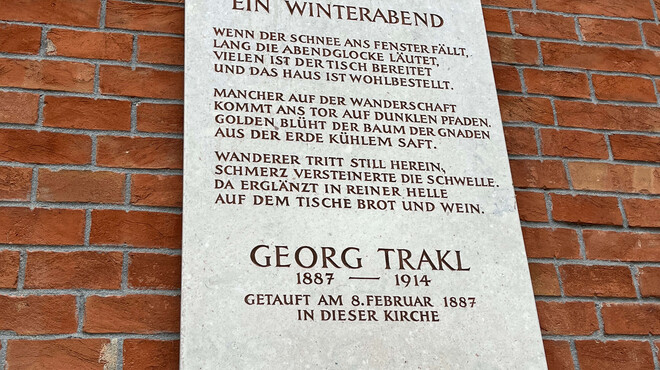 EIN WINTERABEND
WENN DER SCHNEE ANS FENSTER FÄLLT,
LANG DIE ABENDGLOCKE LÄUTET,
VIELEN IST DER TISCH BEREITET
UND DAS HAUS IST WOHLBESTELLT.
MANCHER AUF DER WANDERSCHAFT
KOMMT ANS TOR AUF DUNKLEN PFADEN.
GOLDEN BLÜHT DER BAUM DER GNADEN
AUS DER ERDE KÜHLEM SAFT.
WANDERER TRITT STILL HEREIN,
SCHMERZ VERSTEINERTE DIE SCHWELLE.
DA ERGLÄNZT IN REINER HELLE
AUF DEM TISCHE BROT UND WEIN.
GEORG TRAKL
1887 — 1914
GETAUFT AM 8. FEBRUAR 1887
IN DIESER KIRCHE